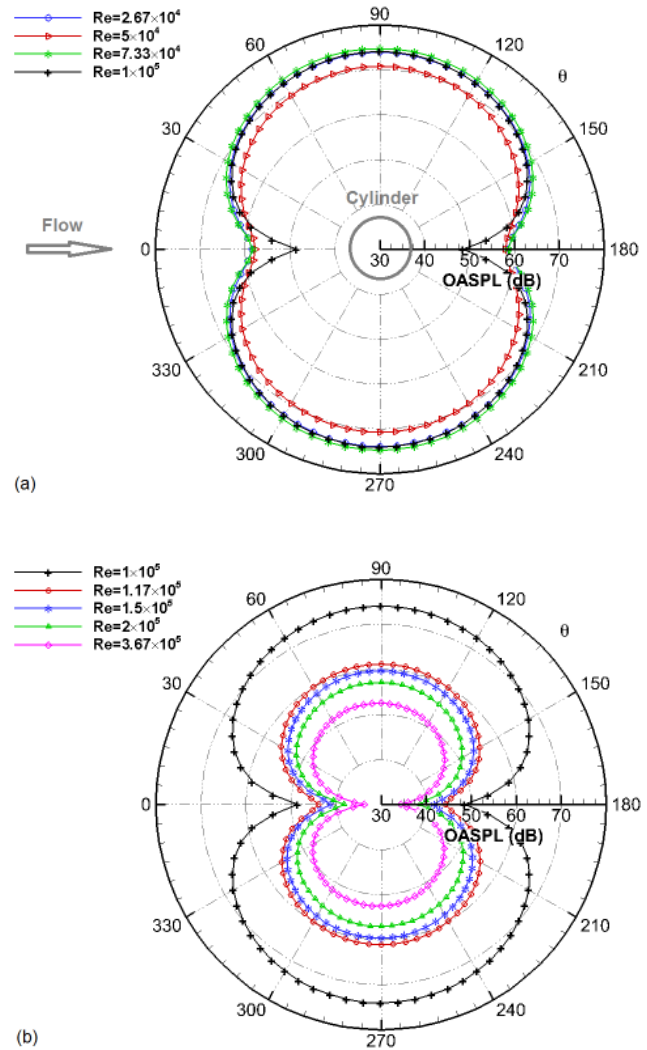 Re=2.67×10⁴
Re=5×10⁴
Re=7.33×10⁴
Re=1×10⁵
90
60
120
θ
30
150
Flow
Cylinder
0
30
40
50
60
70
180
OASPL (dB)
330
210
300
240
270
(a)
Re=1×10⁵
Re=1.17×10⁵
Re=1.5×10⁵
Re=2×10⁵
Re=3.67×10⁵
90
60
120
θ
30
150
0
30
40
50
60
70
180
OASPL (dB)
330
210
300
240
270
(b)